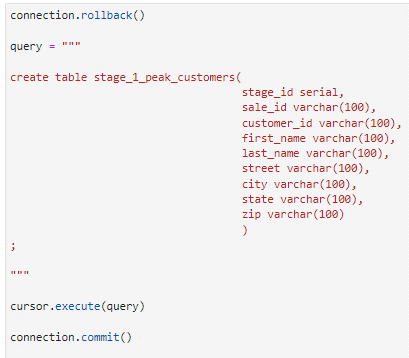 connection.rollback()
query = """
create table stage_1_peak_customers(
stage_id serial,
sale_id varchar(100),
customer_id varchar(100),
first_name varchar(100),
last_name varchar(100),
street varchar(100),
city varchar(100),
state varchar(100),
zip varchar(100)
)
;
"""
cursor.execute(query)
connection.commit()